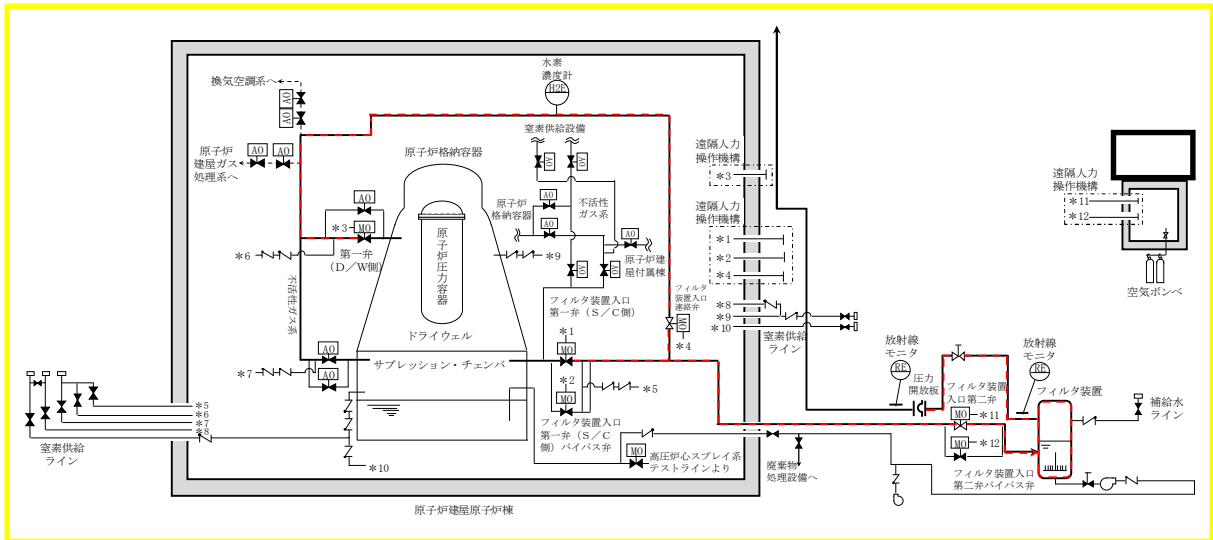 水素
濃度計
H2E
換気空調系へ
AO
AO
原子炉
建屋ガス
処理系へ
AO
AO
原子炉格納容器
窒素供給設備
AO
AO
遠隔人力
操作機構
*3
遠隔人力
操作機構
*11
*12
AO
*3
MO
第一弁
(D/W側)
原子炉圧力容器
原子炉
格納容器
AO
AO
不活性
ガス系
AO
原子炉建
屋付属棟
遠隔人力
操作機構
*1
*2
*4
*6
*9
AO
AO
空気ボンベ
不活性ガス系
フィルタ装置入口
第一弁(S/C側)
フィルタ
装置入口
連絡弁
MO
*4
*8
*9
*10
窒素供給
ライン
ドライウェル
*1
MO
AO
サプレッション・チェンバ
*7
AO
*2
MO
*5
放射線
モニタ
RE
圧力
開放板
放射線
モニタ
RE
フィルタ装置
フィルタ装置
入口第二弁
MO
*11
補給水
ライン
*5
*6
*7
*8
窒素供給
ライン
フィルタ装置入口
第一弁(S/C
側)バイパス弁
MO
*12
MO
高圧炉心スプレイ系
テストラインより
廃棄物
処理設備へ
フィルタ装置入口
第二弁バイパス弁
*10
原子炉建屋原子炉棟